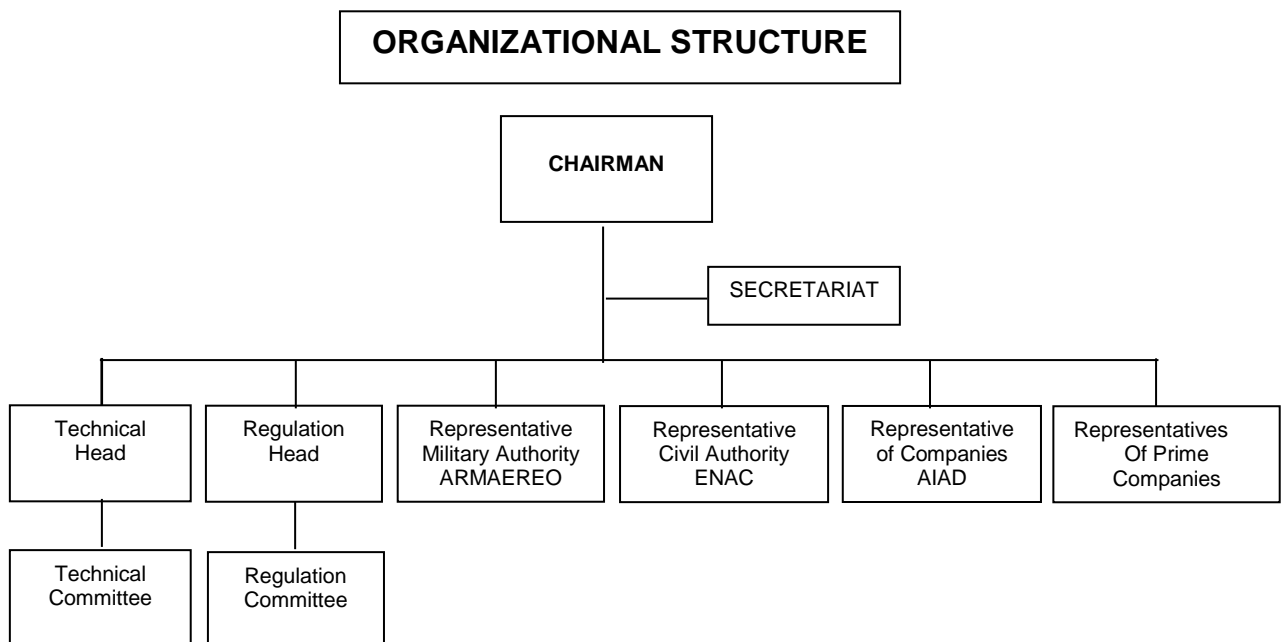 ORGANIZATIONAL STRUCTURE
CHAIRMAN
SECRETARIAT
Technical
Head
Regulation
Head
Representative
Military Authority
ARMAEREO
Representative
Civil Authority
ENAC
Representative
of Companies
AIAD
Representatives
Of Prime
Companies
Technical
Committee
Regulation
Committee